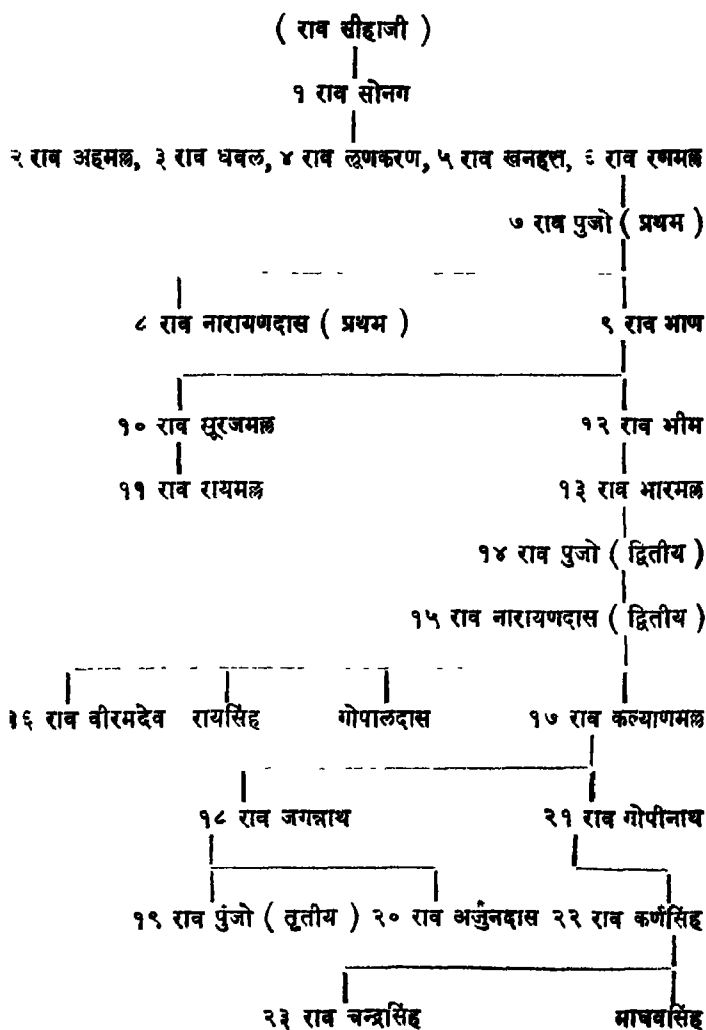 ( राव सीहाजी )
१ राव सोनग
२ राव अहमल्ल, ३ राव धवल, ४ राव लूणकरण, ५ राव खनहत्त, ६ राव रणमल्ल
७ राव पुजो ( प्रथम )
८ राव नारायणदास ( प्रथम ) ९ राव भाण
१० राव सूरजमल्ल १२ राव भीम
११ राव रायमल्ल १३ राव भारमल्ल
१४ राव पुजो ( द्वितीय )
१५ राव नारायणदास ( द्वितीय )
१६ राव वीरमदेव रायसिंह गोपालदास १७ राव कल्याणमल्ल
१८ राव जगन्नाथ २१ राव गोपीनाथ
१९ राव पुंजो ( तृतीय ) २० राव अर्जुनदास २२ राव कर्णसिंह
२३ राव चन्द्रसिंह माधवसिंह